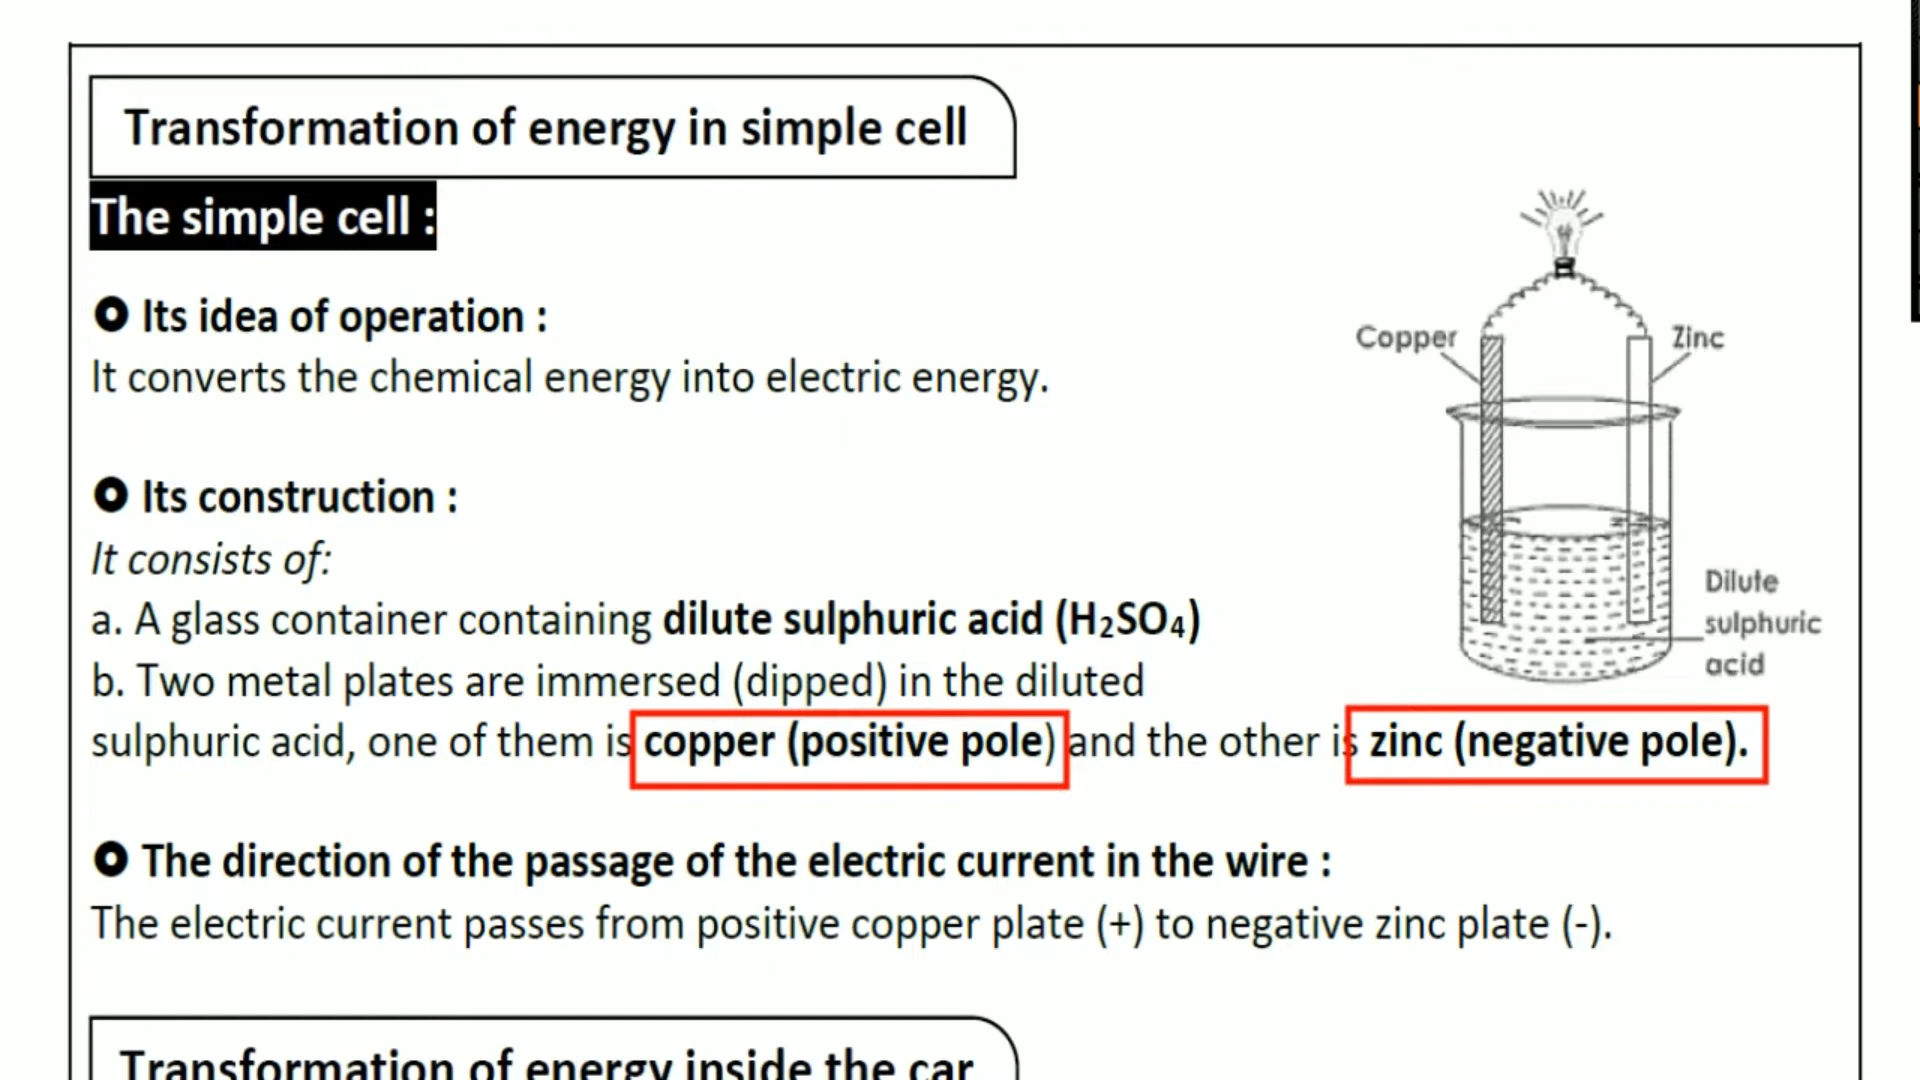 Transformation of energy in simple cell
The simple cell :
Its idea of operation :
It converts the chemical energy into electric energy.
Its construction :
It consists of:
a. A glass container containing dilute sulphuric acid (H₂SO₄)
b. Two metal plates are immersed (dipped) in the diluted
sulphuric acid, one of them is copper (positive pole) and the other is zinc (negative pole).
Copper
Zinc
Dilute
sulphuric
acid
The direction of the passage of the electric current in the wire :
The electric current passes from positive copper plate (+) to negative zinc plate (-).
Transformation of energy inside the car